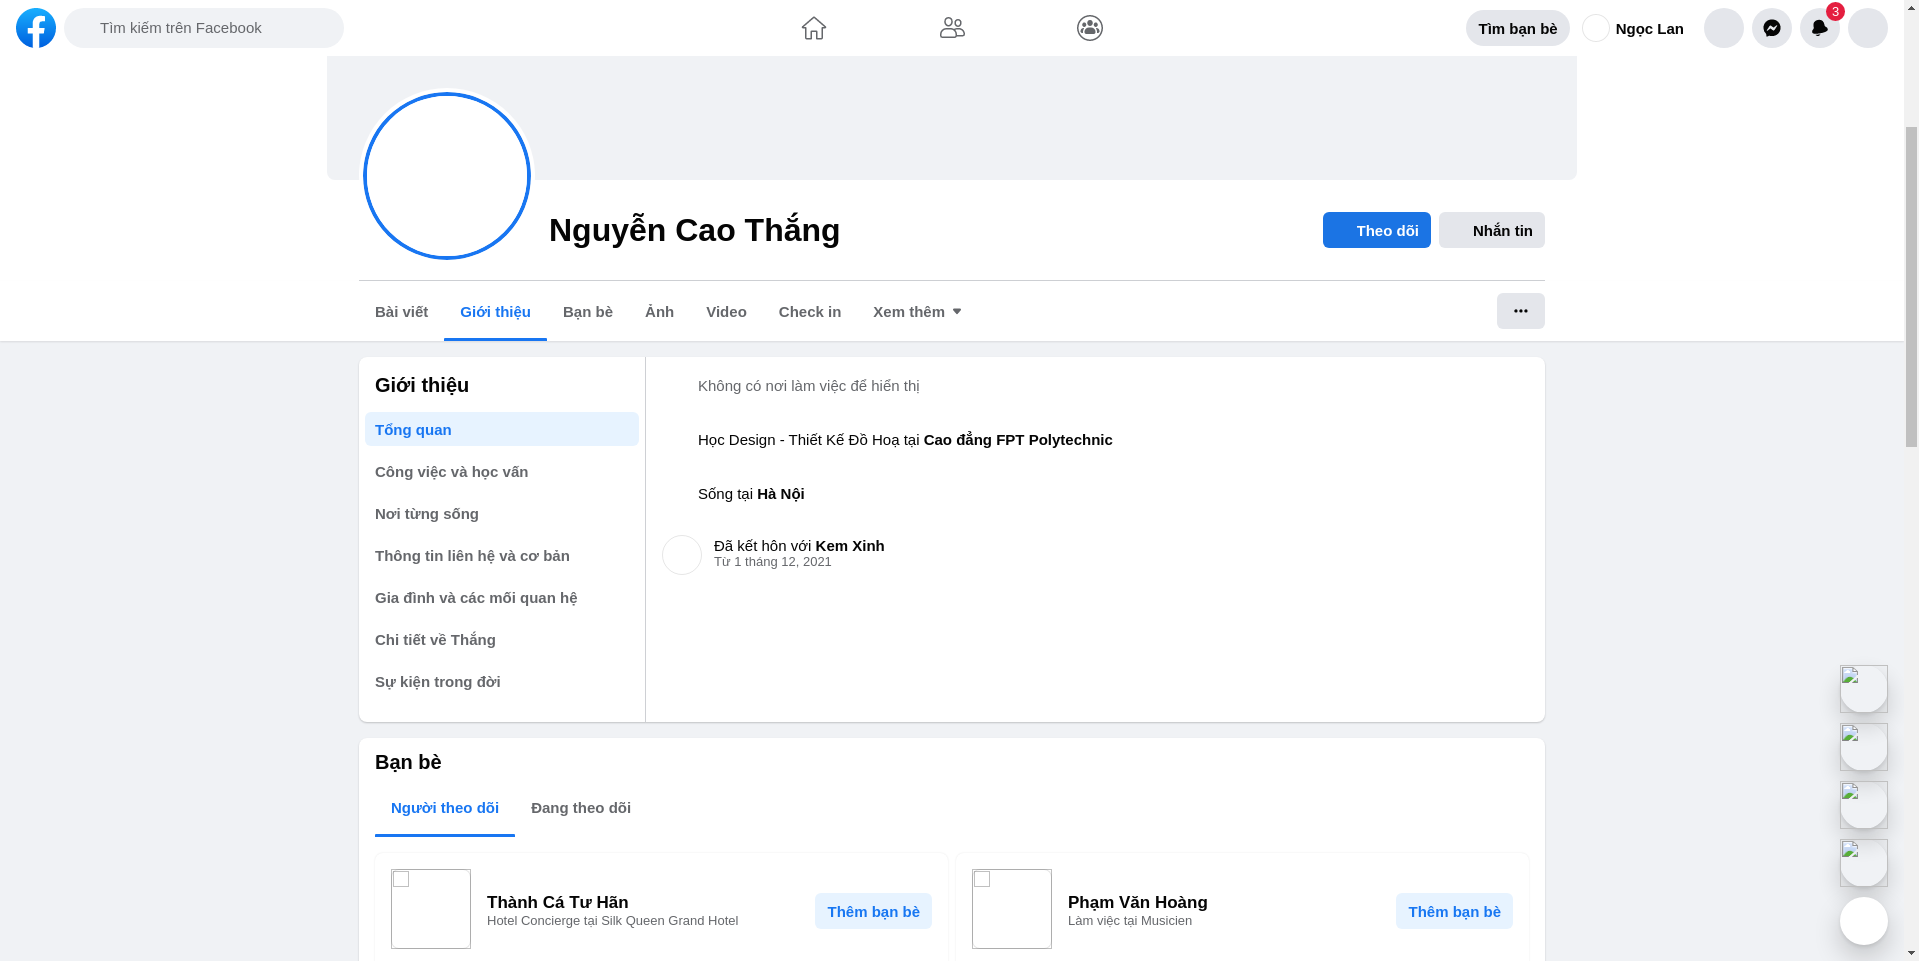 Tìm kiếm trên Facebook
Tìm bạn bè
Ngọc Lan
3
Nguyễn Cao Thắng
Theo dõi
Nhắn tin
Bài viết
Giới thiệu
Bạn bè
Ảnh
Video
Check in
Xem thêm
Giới thiệu
Tổng quan
Công việc và học vấn
Nơi từng sống
Thông tin liên hệ và cơ bản
Gia đình và các mối quan hệ
Chi tiết về Thắng
Sự kiện trong đời
Không có nơi làm việc để hiển thị
Học Design - Thiết Kế Đồ Hoạ tại Cao đẳng FPT Polytechnic
Sống tại Hà Nội
Đã kết hôn với Kem Xinh
Từ 1 tháng 12, 2021
Bạn bè
Người theo dõi
Đang theo dõi
Thành Cá Tư Hãn
Hotel Concierge tại Silk Queen Grand Hotel
Thêm bạn bè
Phạm Văn Hoàng
Làm việc tại Musicien
Thêm bạn bè